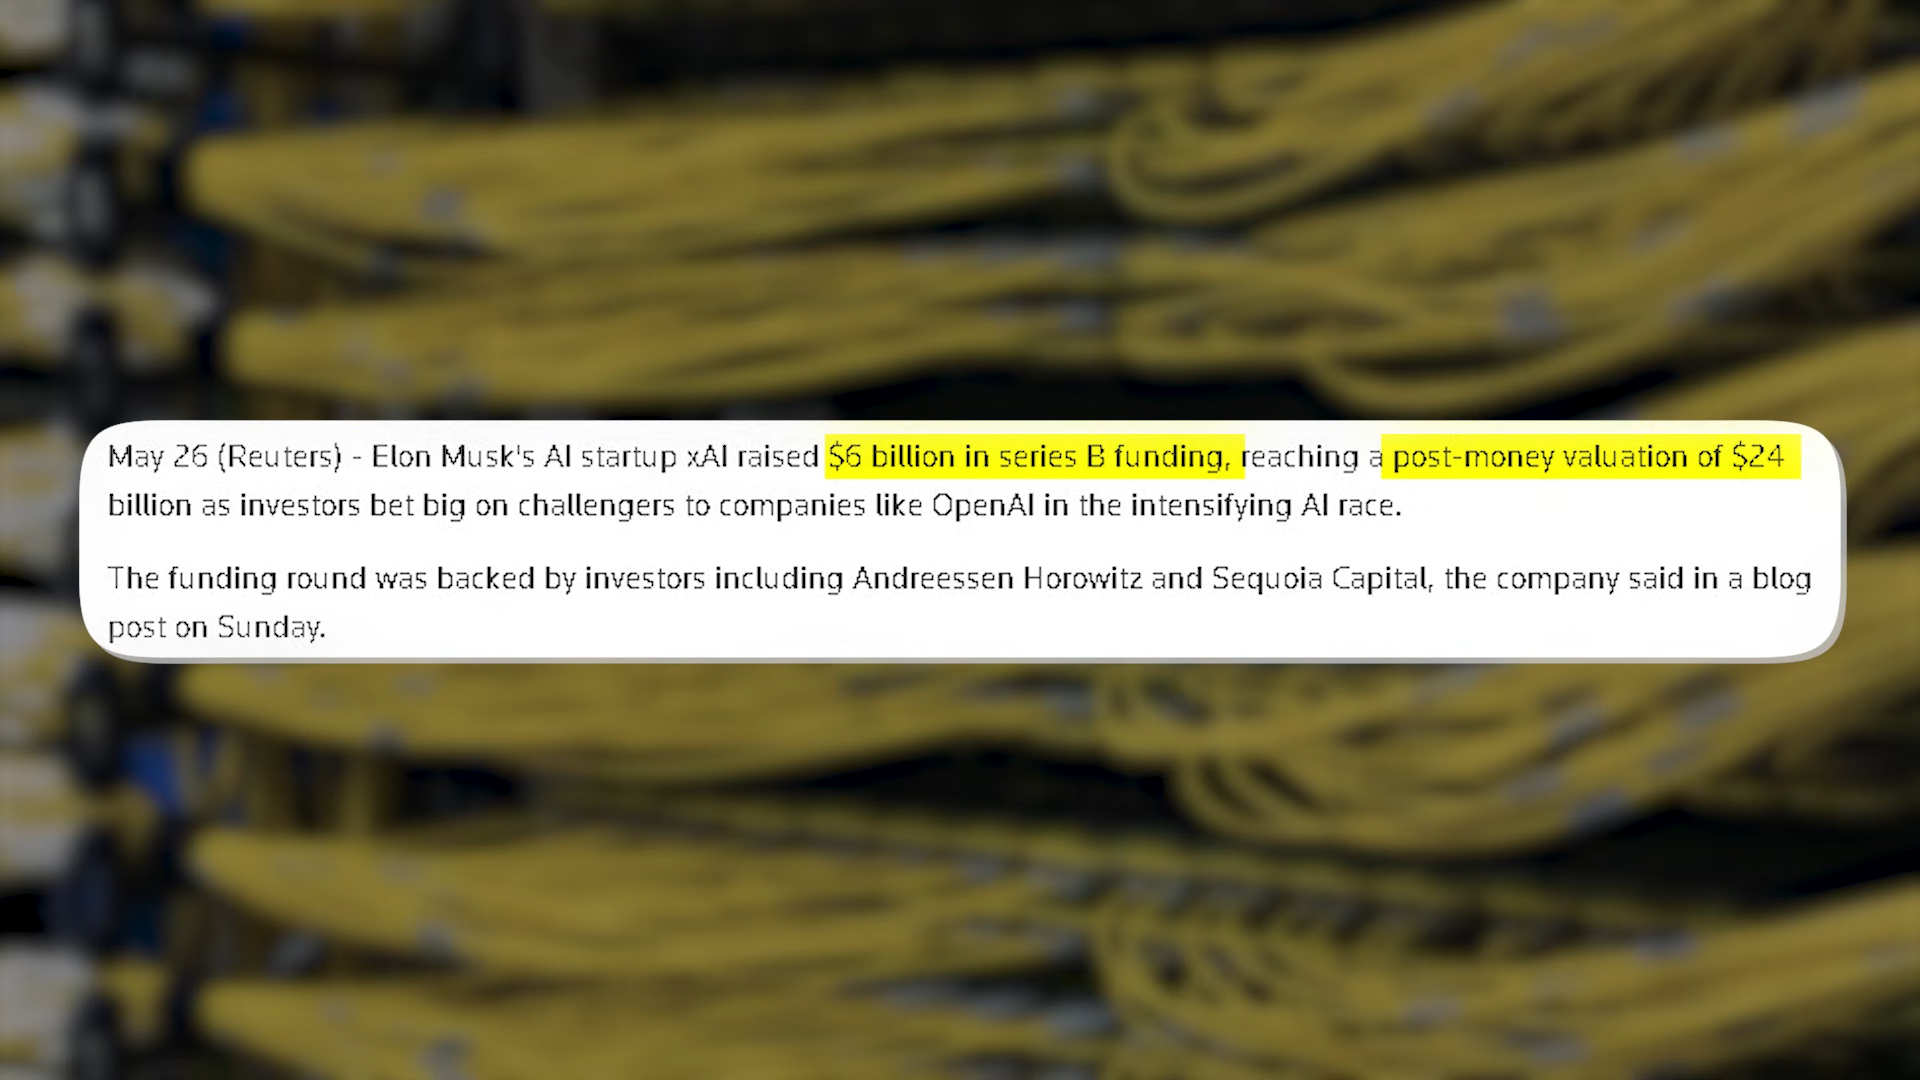 May 26 (Reuters) - Elon Musk's AI startup xAI raised $6 billion in series B funding, reaching a post-money valuation of $24
billion as investors bet big on challengers to companies like OpenAI in the intensifying AI race.
The funding round was backed by investors including Andreessen Horowitz and Sequoia Capital, the company said in a blog
post on Sunday.